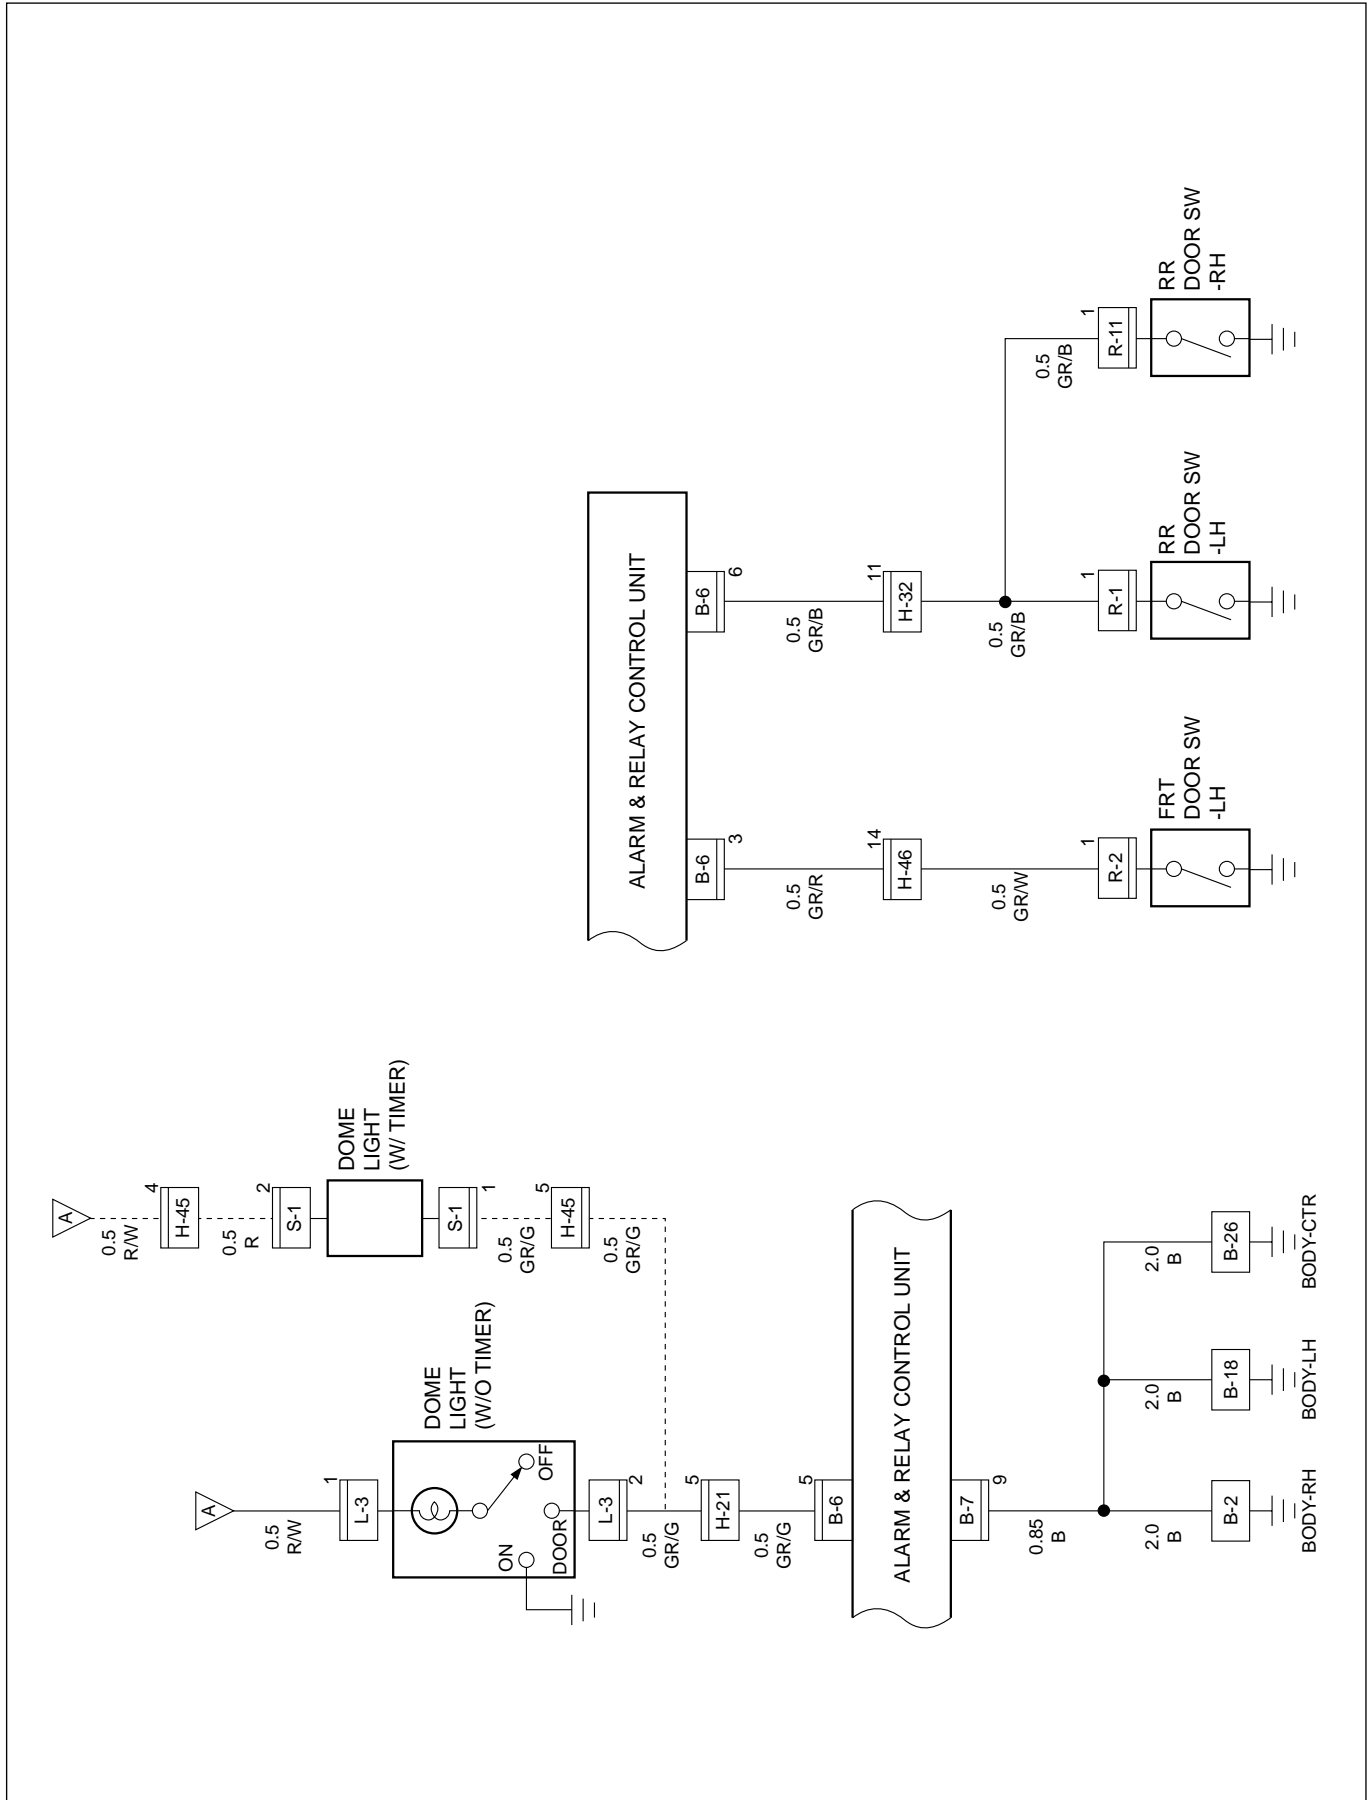 A
0.5
R/W
4
H-45
0.5
R
2
S-1
DOME
LIGHT
(W/ TIMER)
S-1
1
0.5
GR/G
5
H-45
0.5
GR/G
A
0.5
R/W
1
L-3
DOME
LIGHT
(W/O TIMER)
ON
OFF
DOOR
L-3
2
0.5
GR/G
5
H-21
0.5
GR/G
5
B-6
ALARM & RELAY CONTROL UNIT
B-7
9
0.85
B
2.0
B
B-2
BODY-RH
2.0
B
B-18
BODY-LH
2.0
B
B-26
BODY-CTR
ALARM & RELAY CONTROL UNIT
B-6
3
0.5
GR/R
14
H-46
0.5
GR/W
1
R-2
FRT
DOOR SW
-LH
B-6
6
0.5
GR/B
11
H-32
0.5
GR/B
1
R-1
RR
DOOR SW
-LH
0.5
GR/B
1
R-11
RR
DOOR SW
-RH